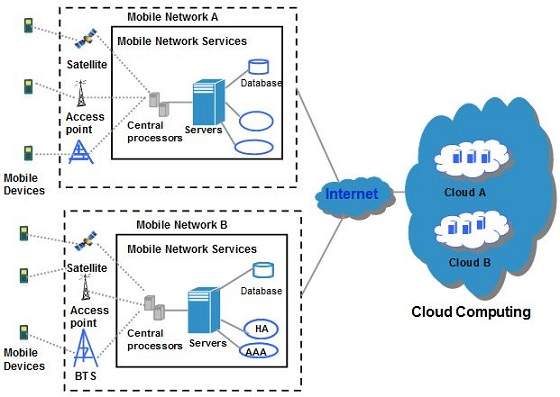 Mobile Network A
Mobile Network Services
Satellite
Database
Access
point
Central
processors
Servers
Mobile
Devices
Internet
Cloud A
Cloud B
Cloud Computing
Mobile Network B
Mobile Network Services
Satellite
Database
Access
point
Central
processors
Servers
HA
AAA
Mobile
Devices
BTS